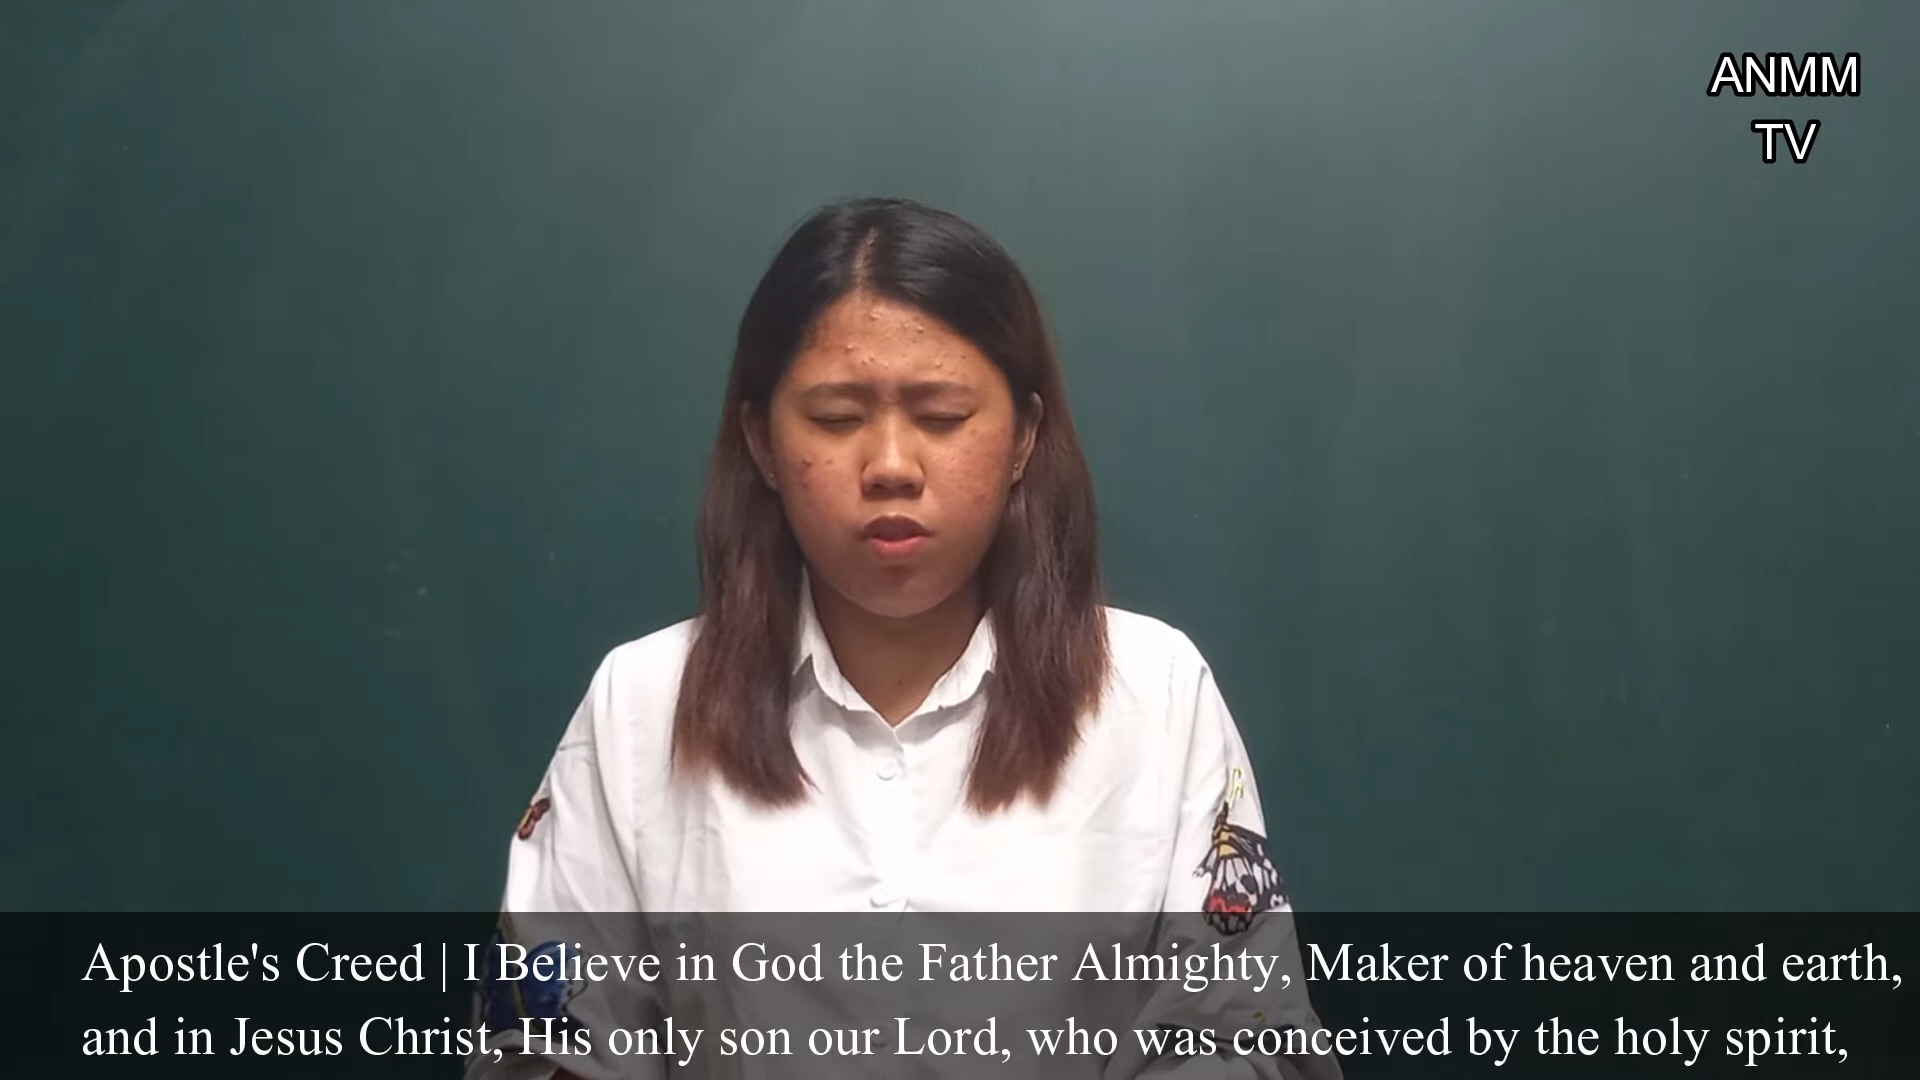 ANMM
TV
Apostle's Creed | I Believe in God the Father Almighty, Maker of heaven and earth,
and in Jesus Christ, His only son our Lord, who was conceived by the holy spirit,